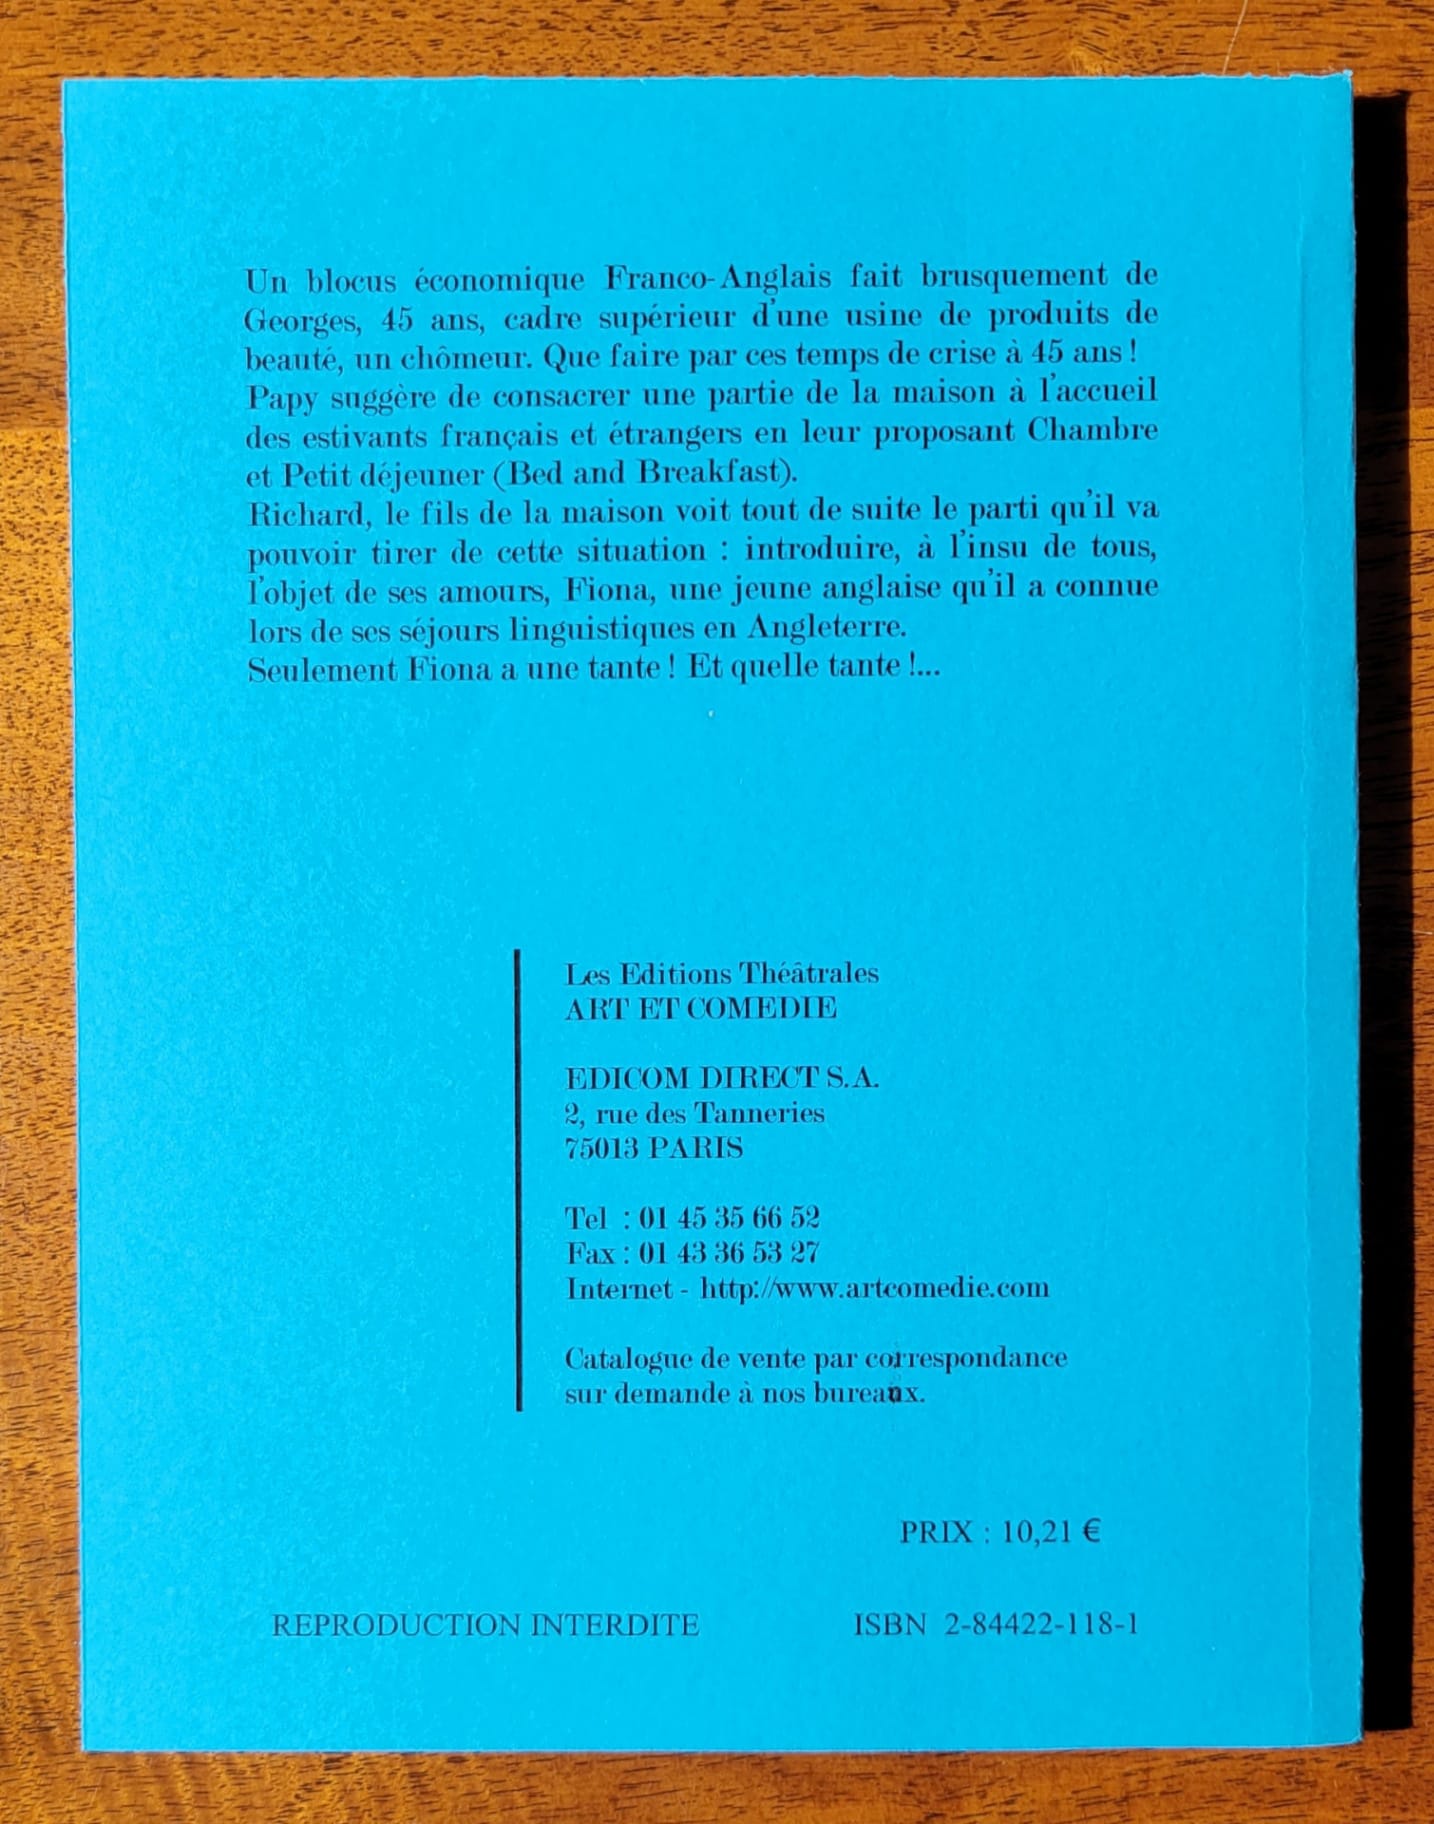 Un blocus économique Franco-Anglais fait brusquement de
Georges, 45 ans, cadre supérieur d'une usine de produits de
beauté, un chômeur. Que faire par ces temps de crise à 45 ans !
Papy suggère de consacrer une partie de la maison à l'accueil
des estivants français et étrangers en leur proposant Chambre
et Petit déjeuner (Bed and Breakfast).
Richard, le fils de la maison voit tout de suite le parti qu'il va
pouvoir tirer de cette situation : introduire, à l'insu de tous,
l'objet de ses amours, Fiona, une jeune anglaise qu'il a connue
lors de ses séjours linguistiques en Angleterre.
Seulement Fiona a une tante ! Et quelle tante !...
Les Editions Théâtrales
ART ET COMEDIE
EDICOM DIRECT S.A.
2, rue des Tanneries
75013 PARIS
Tel : 01 45 35 66 52
Fax : 01 43 36 53 27
Internet - http://www.artcomedie.com
Catalogue de vente par correspondance
sur demande à nos bureaux.
PRIX : 10,21 €
REPRODUCTION INTERDITE ISBN 2-84422-118-1